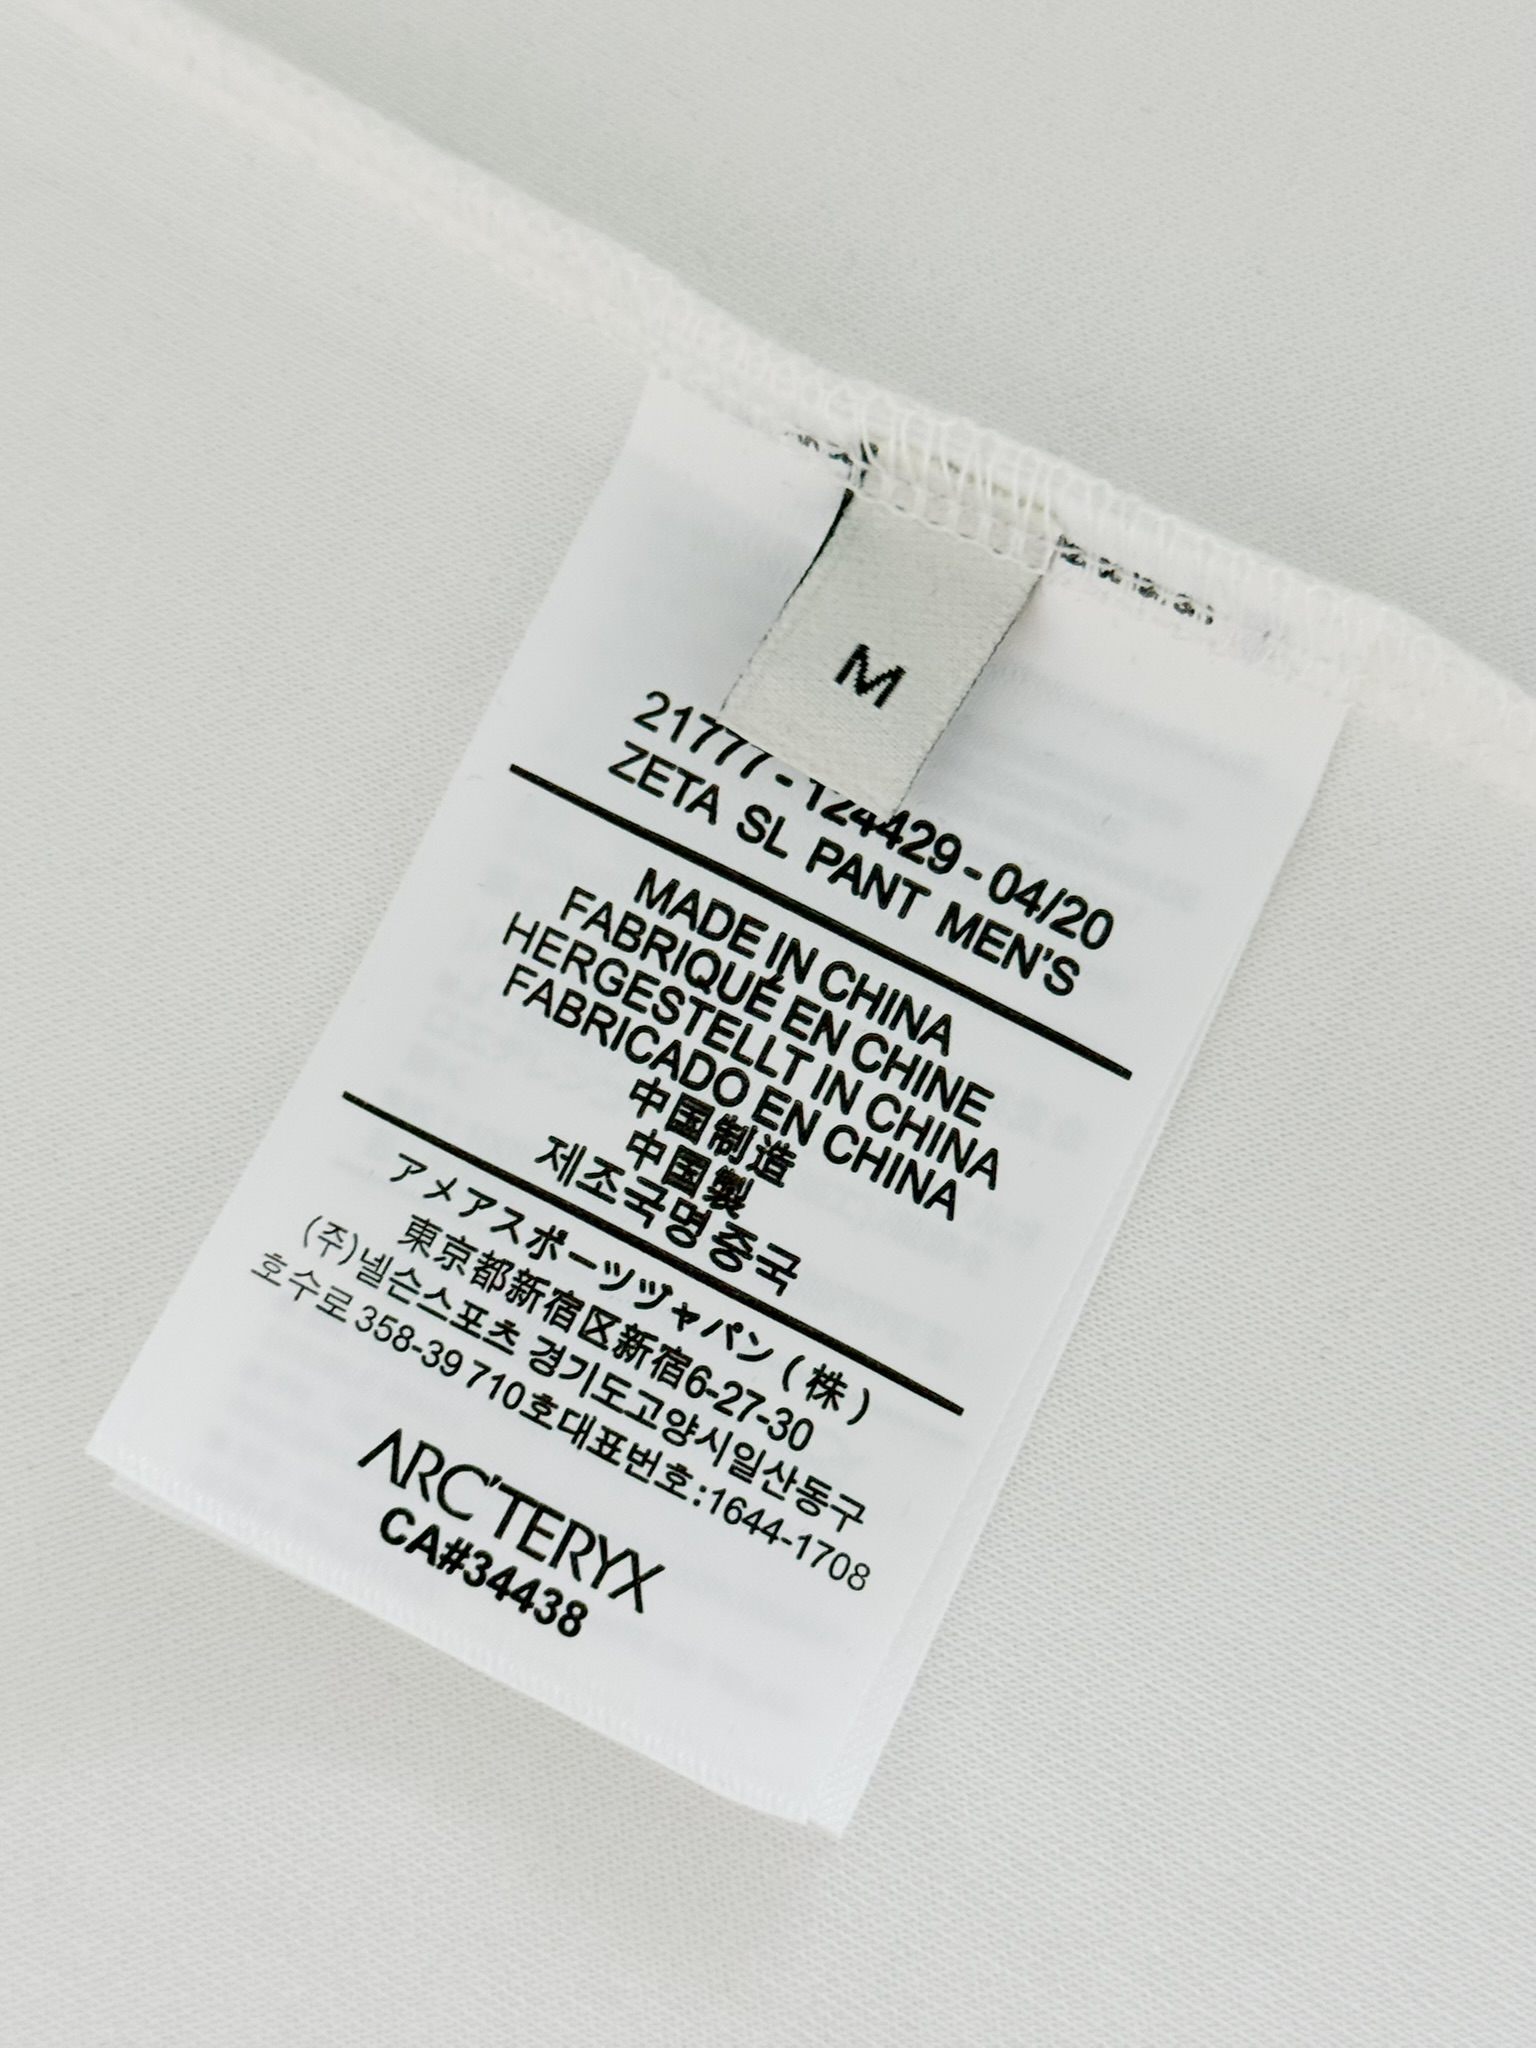 M
21777-124429-04/20
ZETA SL PANT MEN'S
MADE IN CHINA
FABRIQUÉ EN CHINE
HERGESTELLT IN CHINA
FABRICADO EN CHINA
中国制造
中国製
제조국명중국
アメアスポーツヅャパン(株)
東京都新宿区新宿6-27-30
(주)넬슨스포츠 경기도고양시일산동구
호수로358-39 710호대표번호:1644-1708
ARC'TERYX
CA#34438